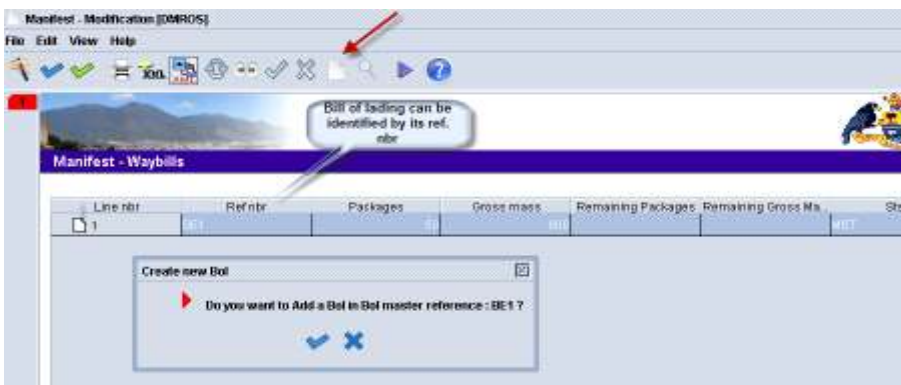 Manifest - Modification [DMROS]
File Edit View Help
XML
1
Bill of lading can be
identified by its ref.
nbr
Manifest - Waybills
Line nbr Ref nbr Packages Gross mass Remaining Packages Remaining Gross Ma...
1 BE1
Create new Bol
Do you want to Add a Bol in Bol master reference : BE1 ?